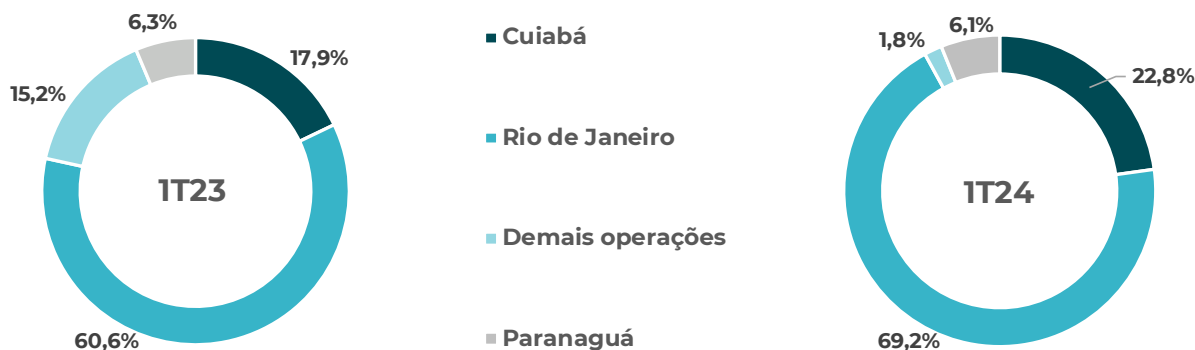 6,3%
17,9%
15,2%
1T23
60,6%
Cuiabá
Rio de Janeiro
Demais operações
Paranaguá
6,1%
1,8%
22,8%
1T24
69,2%